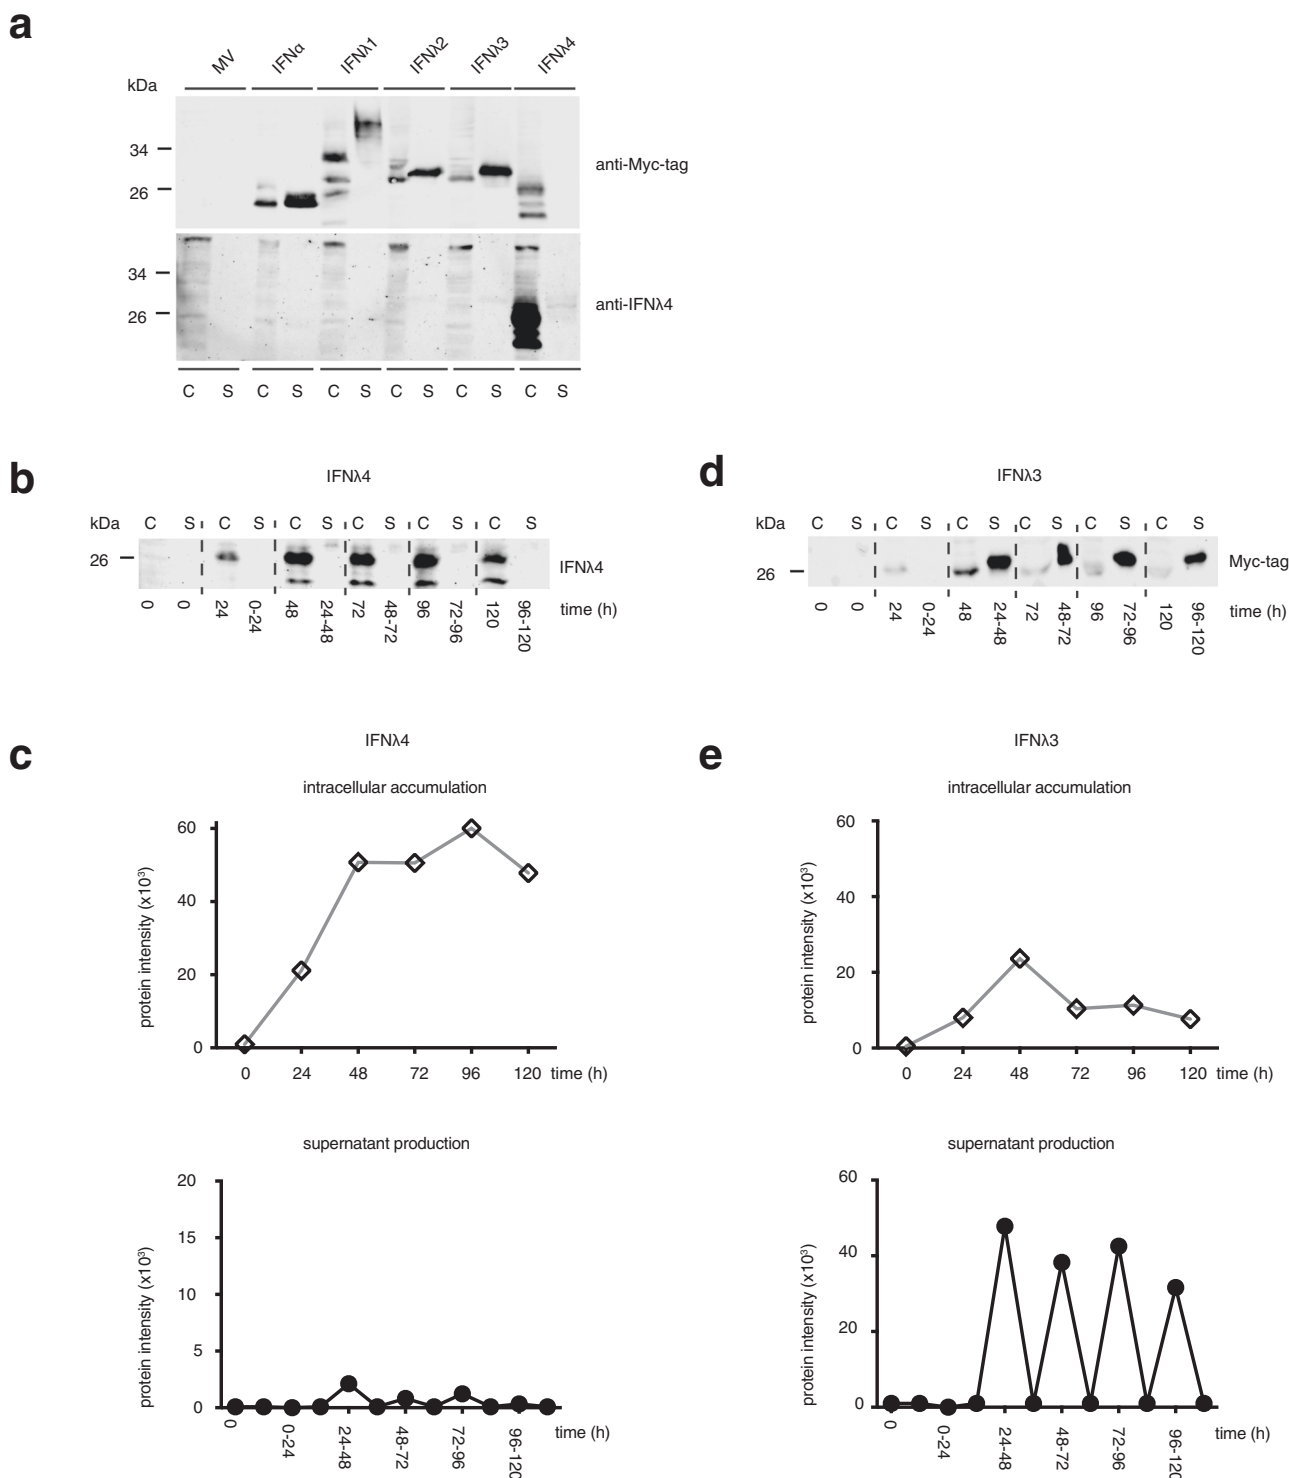 a
MV IFNα IFNλ1 IFNλ2 IFNλ3 IFNλ4
kDa
34
26
anti-Myc-tag
34
26
anti-IFNλ4
C S C S C S C S C S C S
b
IFNλ4
kDa C S C S C S C S C S C S
26
IFNλ4
0 0 24 0-24 48 24-48 72 48-72 96 72-96 120 96-120 time (h)
d
IFNλ3
kDa C S C S C S C S C S C S
26
Myc-tag
0 0 24 0-24 48 24-48 72 48-72 96 72-96 120 96-120 time (h)
c
IFNλ4
intracellular accumulation
protein intensity (x10³)
60
40
20
0
0 24 48 72 96 120 time (h)
supernatant production
protein intensity (x10³)
20
15
10
5
0
0 0-24 24-48 48-72 72-96 96-120 time (h)
e
IFNλ3
intracellular accumulation
protein intensity (x10³)
60
40
20
0
0 24 48 72 96 120 time (h)
supernatant production
protein intensity (x10³)
60
40
20
0
0 0-24 24-48 48-72 72-96 96-120 time (h)